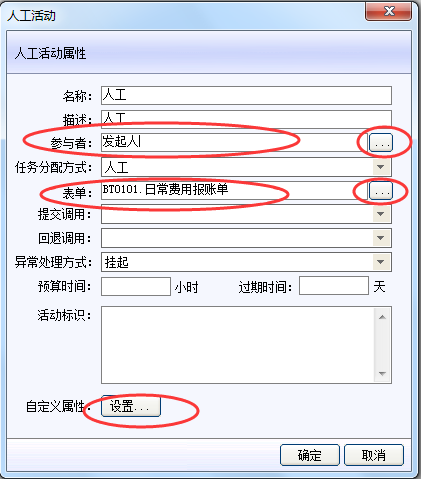 人工活动
人工活动属性
名称： 人工
描述： 人工
参与者： 发起人 ...
任务分配方式： 人工
表单： BT0101.日常费用报账单 ...
提交调用：
回退调用：
异常处理方式： 挂起
预算时间： 小时 过期时间： 天
活动标识：
自定义属性： 设置...
确定 取消